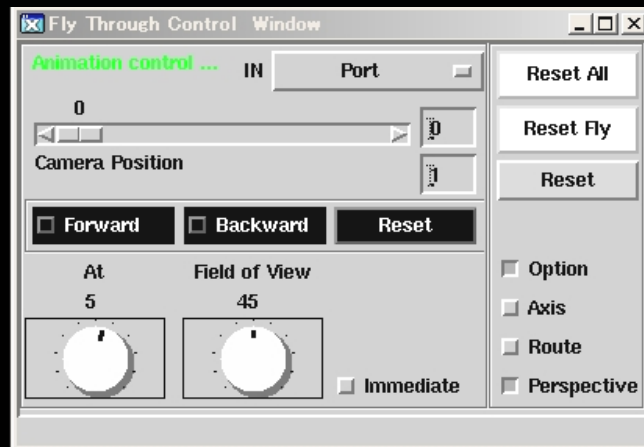 Fly Through Control Window
Animation control ...
IN
Port
Reset All
0
0
Reset Fly
Camera Position
1
Reset
Forward
Backward
Reset
At
Field of View
Option
5
45
Axis
Route
Immediate
Perspective